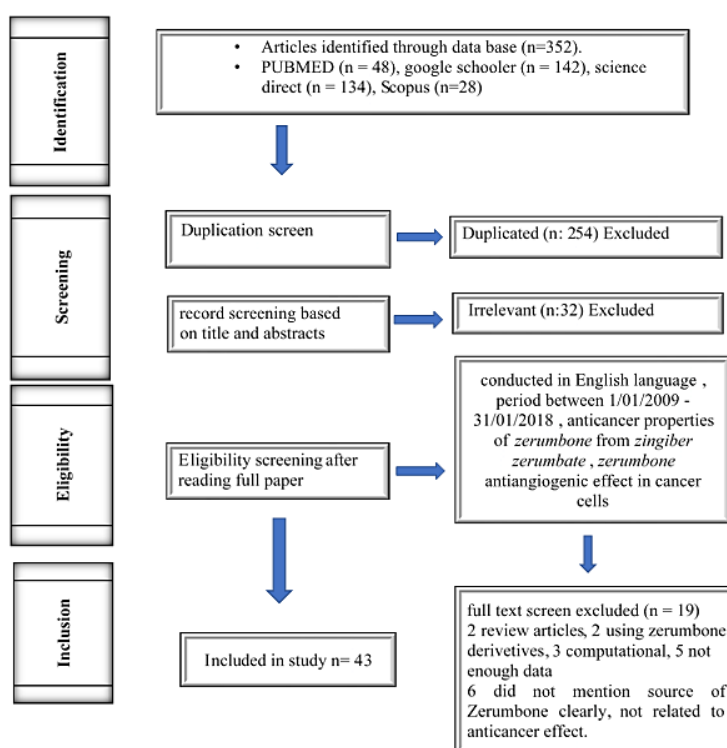 Identification
• Articles identified through data base (n=352).
• PUBMED (n = 48), google schooler (n = 142), science
direct (n = 134), Scopus (n=28)
Screening
Duplication screen
Duplicated (n: 254) Excluded
record screening based
on title and abstracts
Irrelevant (n:32) Excluded
Eligibility
Eligibility screening after
reading full paper
conducted in English language ,
period between 1/01/2009 -
31/01/2018 , anticancer properties
of zerumbone from zingiber
zerumbate , zerumbone
antiangiogenic effect in cancer
cells
Inclusion
Included in study n= 43
full text screen excluded (n = 19)
2 review articles, 2 using zerumbone
derivetives, 3 computational, 5 not
enough data
6 did not mention source of
Zerumbone clearly, not related to
anticancer effect.